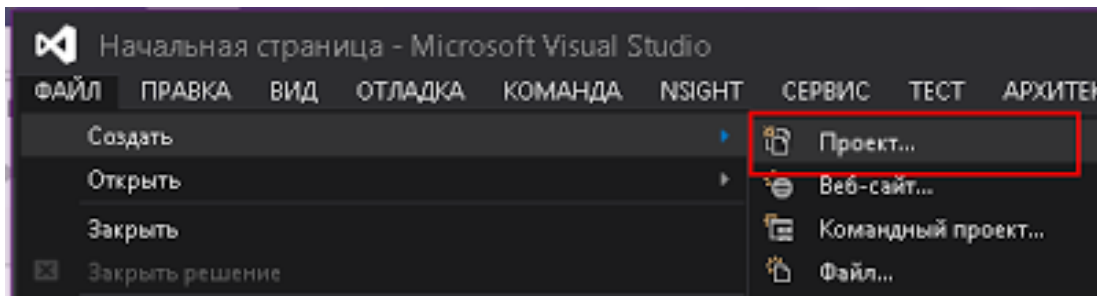 Начальная страница - Microsoft Visual Studio
ФАЙЛ ПРАВКА ВИД ОТЛАДКА КОМАНДА NSIGHT СЕРВИС ТЕСТ
Создать
Проект...
Открыть
Веб-сайт...
Закрыть
Командный проект...
Закрыть решение
Файл...